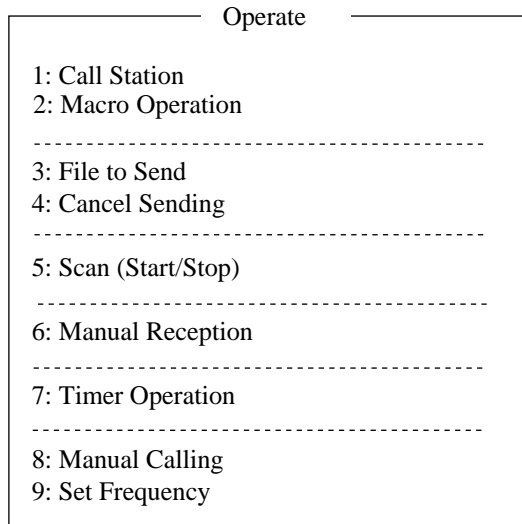 Operate
1: Call Station
2: Macro Operation
3: File to Send
4: Cancel Sending
5: Scan (Start/Stop)
6: Manual Reception
7: Timer Operation
8: Manual Calling
9: Set Frequency